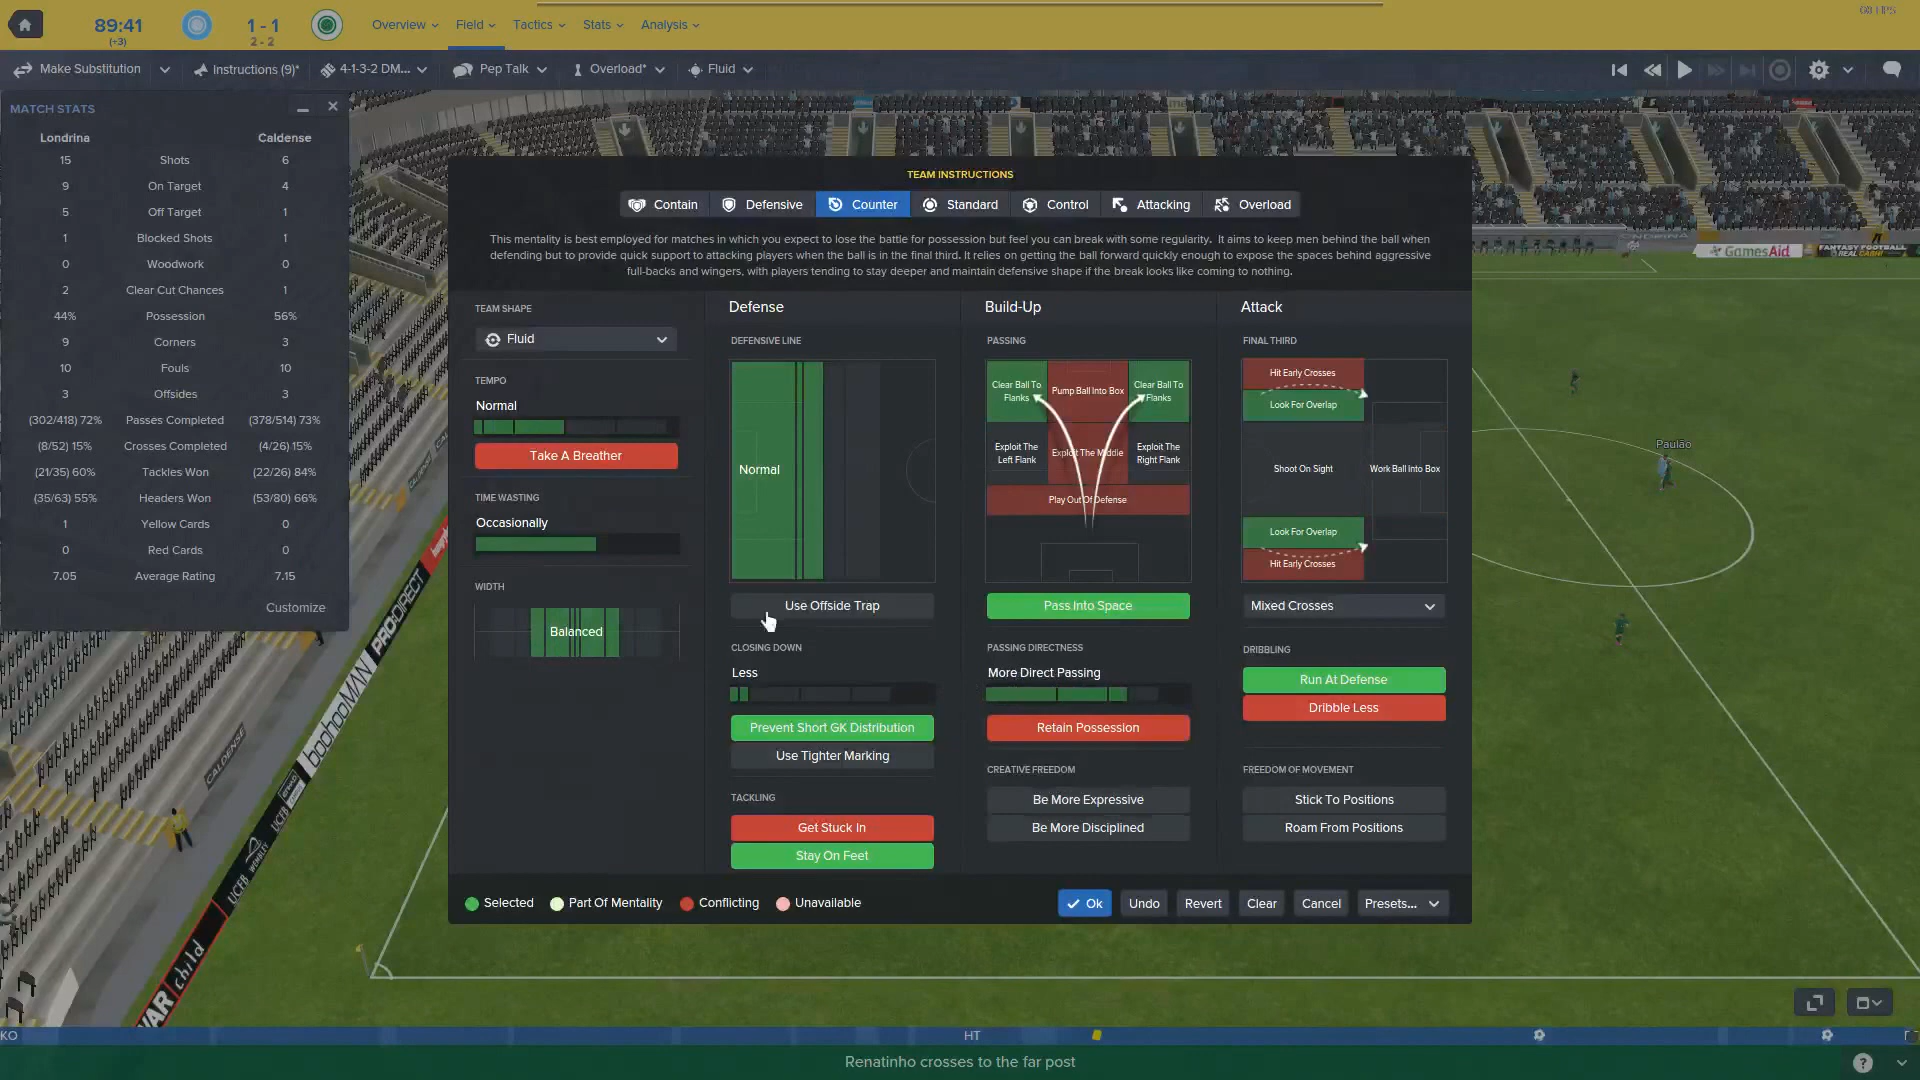 89:41
(+3)
1 - 1
2 - 2
Overview
Field
Tactics
Stats
Analysis
Make Substitution
Instructions (9)*
4-1-3-2 DM...
Pep Talk
Overload*
Fluid
MATCH STATS
Londrina Caldense
15 Shots 6
9 On Target 4
5 Off Target 1
1 Blocked Shots 1
0 Woodwork 0
2 Clear Cut Chances 1
44% Possession 56%
9 Corners 3
10 Fouls 10
3 Offsides 3
(302/418) 72% Passes Completed (378/514) 73%
(8/52) 15% Crosses Completed (4/26) 15%
(21/35) 60% Tackles Won (22/26) 84%
(35/63) 55% Headers Won (53/80) 66%
1 Yellow Cards 0
0 Red Cards 0
7.05 Average Rating 7.15
Customize
TEAM INSTRUCTIONS
Contain Defensive Counter Standard Control Attacking Overload
This mentality is best employed for matches in which you expect to lose the battle for possession but feel you can break with some regularity. It aims to keep men behind the ball when
defending but to provide quick support to attacking players when the ball is in the final third. It relies on getting the ball forward quickly enough to expose the spaces behind aggressive
full-backs and wingers, with players tending to stay deeper and maintain defensive shape if the break looks like coming to nothing.
TEAM SHAPE
Fluid
TEMPO
Normal
Take A Breather
TIME WASTING
Occasionally
WIDTH
Balanced
Defense
DEFENSIVE LINE
Normal
Use Offside Trap
CLOSING DOWN
Less
Prevent Short GK Distribution
Use Tighter Marking
TACKLING
Get Stuck In
Stay On Feet
Build-Up
PASSING
Clear Ball To
Flanks
Pump Ball Into Box
Clear Ball To
Flanks
Exploit The
Left Flank
Exploit The Middle
Exploit The
Right Flank
Play Out Of Defense
Pass Into Space
PASSING DIRECTNESS
More Direct Passing
Retain Possession
CREATIVE FREEDOM
Be More Expressive
Be More Disciplined
Attack
FINAL THIRD
Hit Early Crosses
Look For Overlap
Shoot On Sight
Work Ball Into Box
Look For Overlap
Hit Early Crosses
Mixed Crosses
DRIBBLING
Run At Defense
Dribble Less
FREEDOM OF MOVEMENT
Stick To Positions
Roam From Positions
Selected
Part Of Mentality
Conflicting
Unavailable
Ok
Undo
Revert
Clear
Cancel
Presets...
GamesAid
FANTASY FOOTBALL
REAL CASH!
Paulão
PRO:DIRECT
boohooMAN
CALDENSE
UCFB WEMBLEY
WAR child
KO
HT
Renatinho crosses to the far post
?